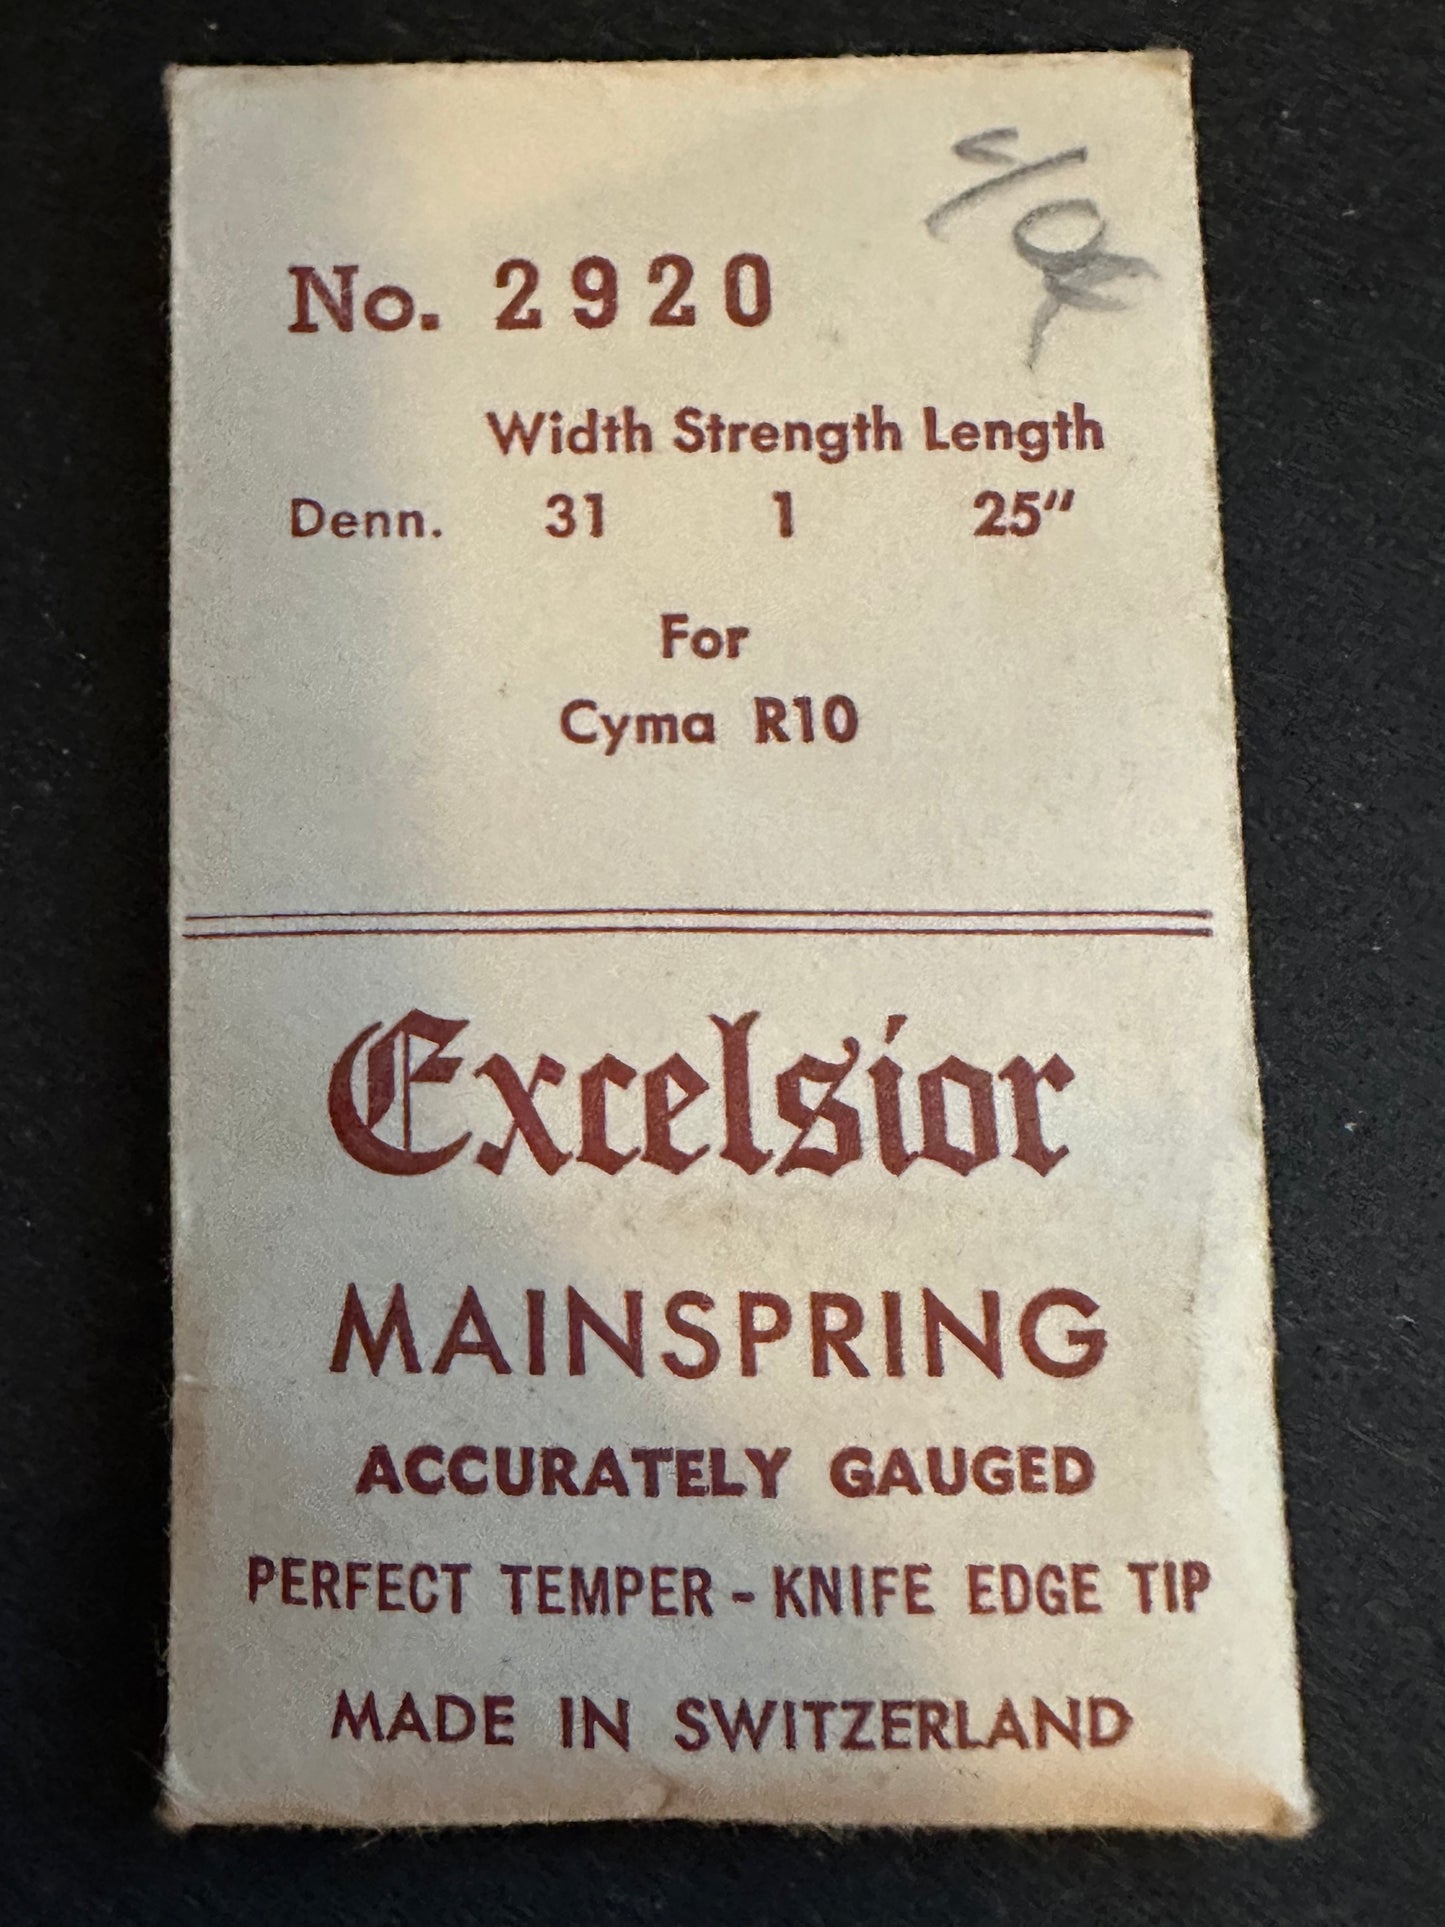 No. 2920
Width Strength Length
Denn. 31 1 25"
For
Cyma R10
Excelsior
MAINSPRING
ACCURATELY GAUGED
PERFECT TEMPER - KNIFE EDGE TIP
MADE IN SWITZERLAND